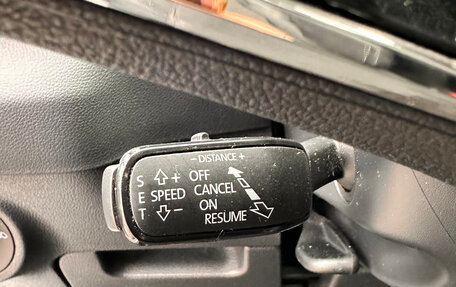 - DISTANCE +
S + OFF
E SPEED CANCEL
T - ON
RESUME